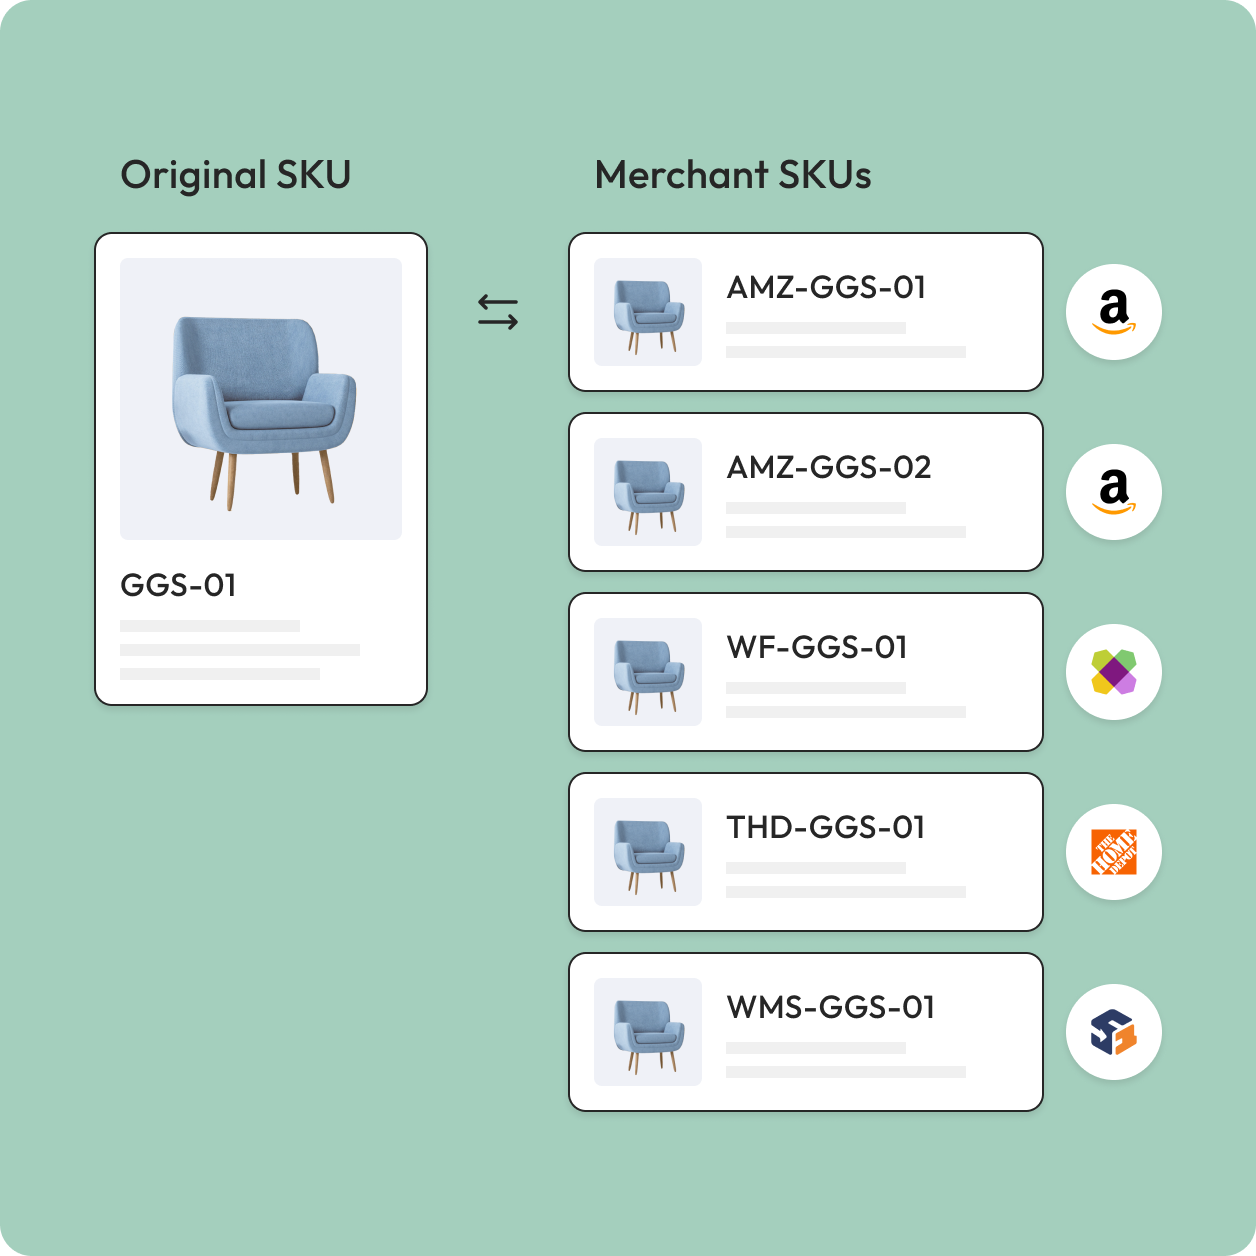 Original SKU
Merchant SKUs
GGS-01
AMZ-GGS-01
a
AMZ-GGS-02
a
WF-GGS-01
THD-GGS-01
THE
HOME
DEPOT
WMS-GGS-01